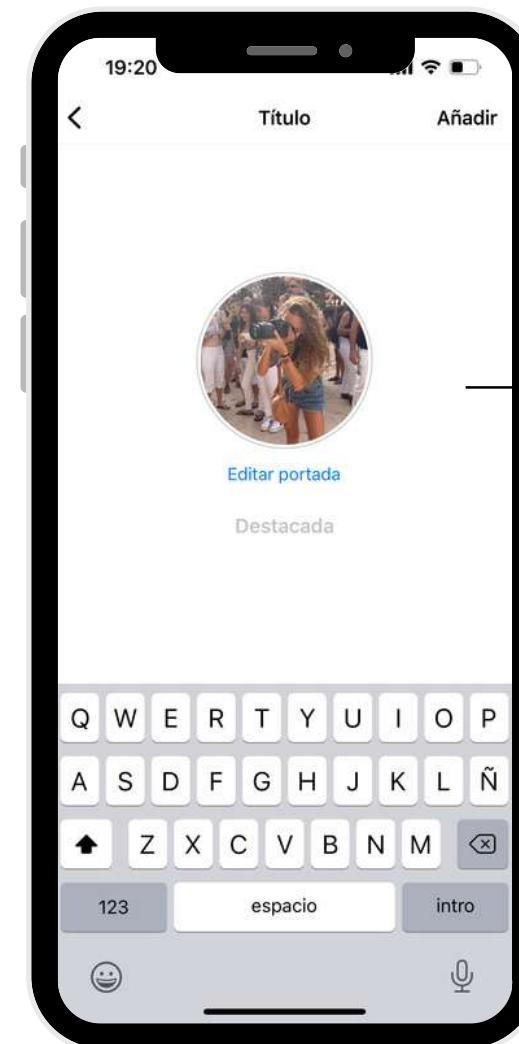 19:20
Título Añadir
Editar portada
Destacada
Q W E R T Y U I O P
A S D F G H J K L Ñ
Z X C V B N M
123 espacio intro